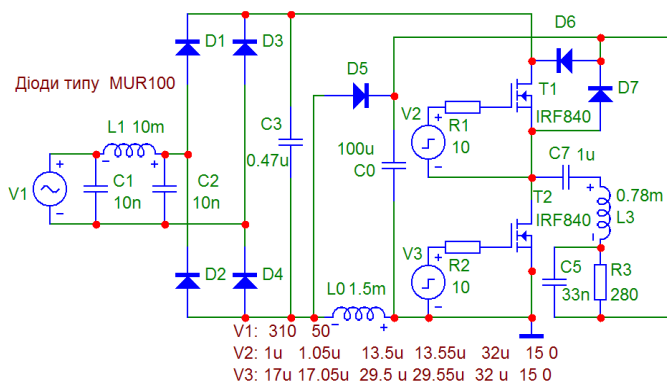 D1
D3
D6
Діоди типу MUR100
D5
T1
D7
V2
IRF840
L1 10m
C3
R1
100u
10
C7 1u
0.47u
C0
V1
C1
C2
T2
0.78m
10n
10n
IRF840
L3
V3
D2
D4
R2
C5
R3
10
33n
280
L0 1.5m
V1: 310 50
V2: 1u 1.05u 13.5u 13.55u 32u 15 0
V3: 17u 17.05u 29.5 u 29.55u 32 u 15 0